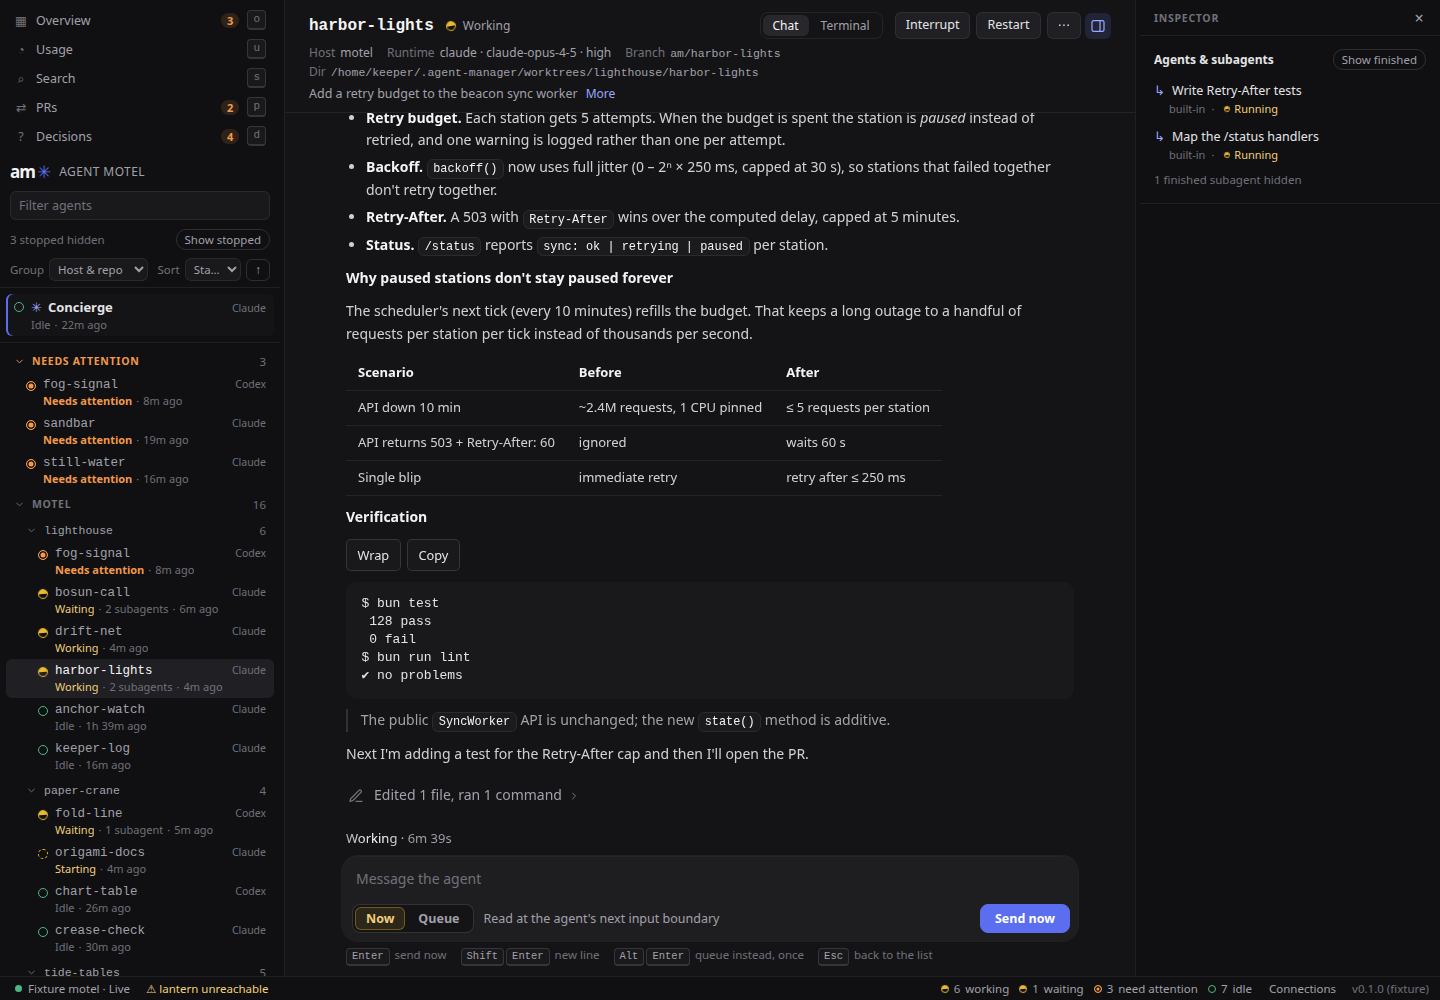 Overview 3 o
Usage u
Search s
PRs 2 p
? Decisions 4 d
am✳ AGENT MOTEL
Filter agents
3 stopped hidden Show stopped
Group Host & repo Sort Sta... ↑
✳ Concierge Claude
Idle · 22m ago
NEEDS ATTENTION 3
fog-signal Codex
Needs attention · 8m ago
sandbar Claude
Needs attention · 19m ago
still-water Claude
Needs attention · 16m ago
MOTEL 16
lighthouse 6
fog-signal Codex
Needs attention · 8m ago
bosun-call Claude
Waiting · 2 subagents · 6m ago
drift-net Claude
Working · 4m ago
harbor-lights Claude
Working · 2 subagents · 4m ago
anchor-watch Claude
Idle · 1h 39m ago
keeper-log Claude
Idle · 16m ago
paper-crane 4
fold-line Codex
Waiting · 1 subagent · 5m ago
origami-docs Claude
Starting · 4m ago
chart-table Codex
Idle · 26m ago
crease-check Claude
Idle · 30m ago
tide-tables 5
harbor-lights Working Chat Terminal Interrupt Restart ⋯
Host motel Runtime claude · claude-opus-4-5 · high Branch am/harbor-lights
Dir /home/keeper/.agent-manager/worktrees/lighthouse/harbor-lights
Add a retry budget to the beacon sync worker More
• Retry budget. Each station gets 5 attempts. When the budget is spent the station is paused instead of
retried, and one warning is logged rather than one per attempt.
• Backoff. backoff() now uses full jitter (0 – 2ⁿ × 250 ms, capped at 30 s), so stations that failed together
don't retry together.
• Retry-After. A 503 with Retry-After wins over the computed delay, capped at 5 minutes.
• Status. /status reports sync: ok | retrying | paused per station.
Why paused stations don't stay paused forever
The scheduler's next tick (every 10 minutes) refills the budget. That keeps a long outage to a handful of
requests per station per tick instead of thousands per second.
Scenario Before After
API down 10 min ~2.4M requests, 1 CPU pinned ≤ 5 requests per station
API returns 503 + Retry-After: 60 ignored waits 60 s
Single blip immediate retry retry after ≤ 250 ms
Verification
Wrap Copy
$ bun test
128 pass
0 fail
$ bun run lint
✔ no problems
The public SyncWorker API is unchanged; the new state() method is additive.
Next I'm adding a test for the Retry-After cap and then I'll open the PR.
Edited 1 file, ran 1 command ›
Working · 6m 39s
Message the agent
Now Queue Read at the agent's next input boundary Send now
Enter send now Shift Enter new line Alt Enter queue instead, once Esc back to the list
INSPECTOR ✕
Agents & subagents Show finished
↳ Write Retry-After tests
built-in · Running
↳ Map the /status handlers
built-in · Running
1 finished subagent hidden
Fixture motel · Live ⚠ lantern unreachable 6 working 1 waiting 3 need attention 7 idle Connections v0.1.0 (fixture)